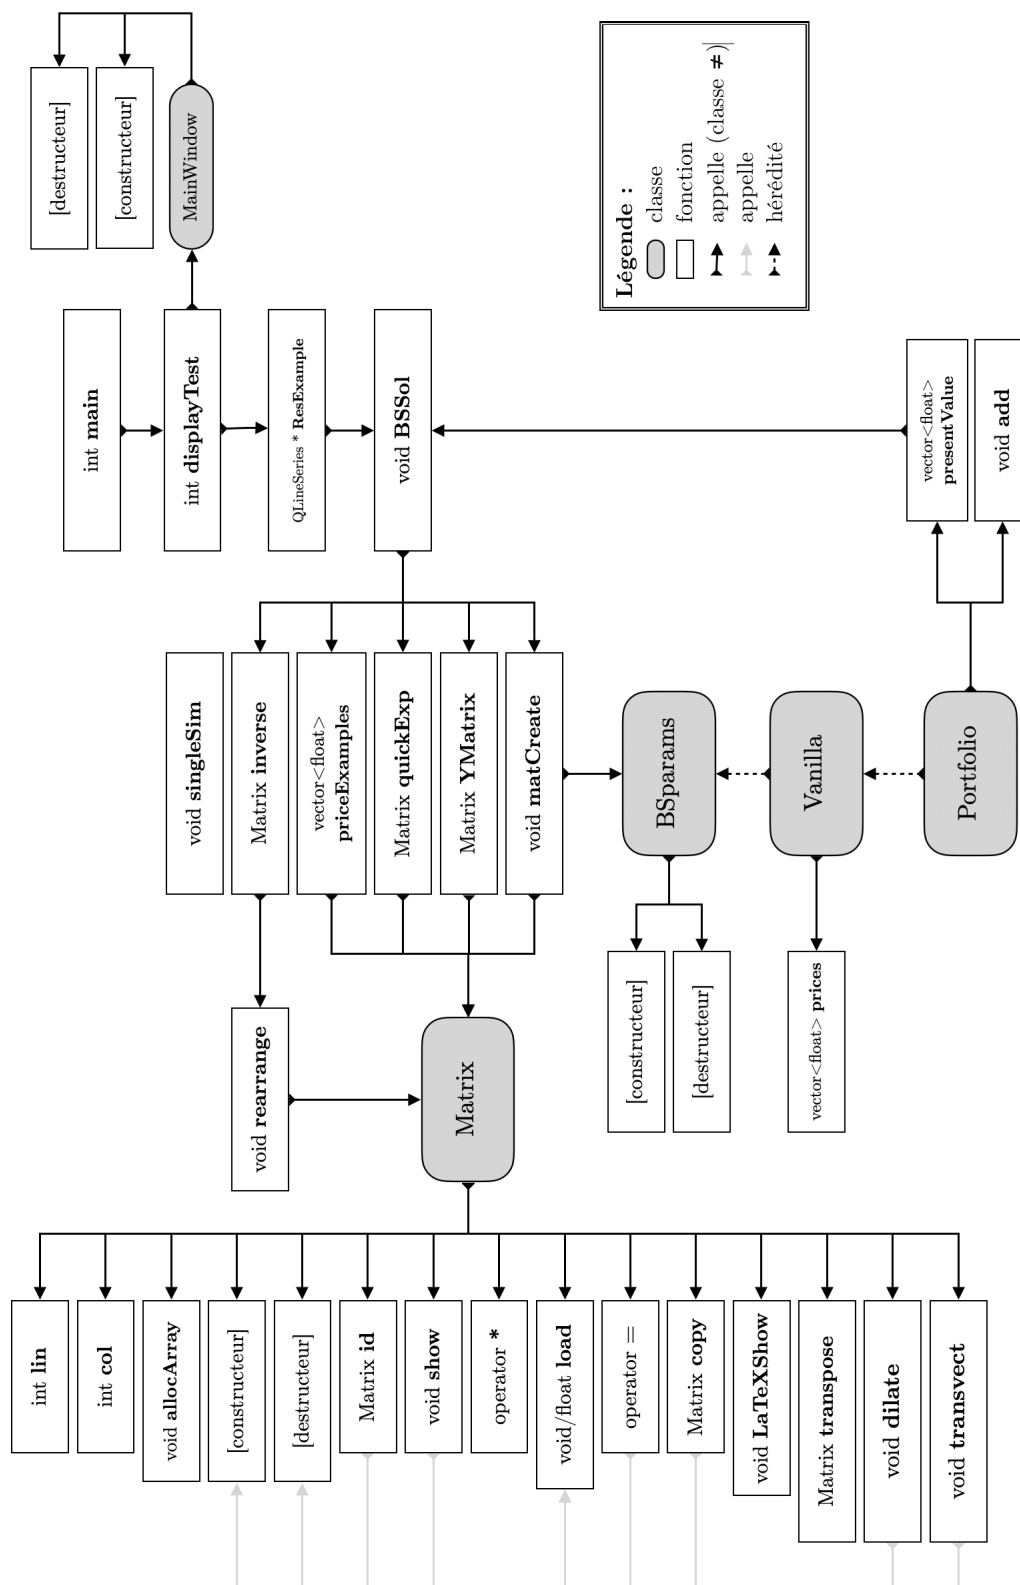 [destructeur]
[constructeur]
MainWindow
int main
int displayTest
QLineSeries * ResExample
void BSSol
Légende :
classe
fonction
appelle (classe ≠)
appelle
hérédité
vector<float>
presentValue
void add
void singleSim
Matrix inverse
vector<float>
priceExamples
Matrix quickExp
Matrix YMatrix
void matCreate
BSparams
Vanilla
Portfolio
void rearrange
Matrix
[constructeur]
[destructeur]
vector<float> prices
int lin
int col
void allocArray
[constructeur]
[destructeur]
Matrix id
void show
operator *
void/float load
operator =
Matrix copy
void LaTeXShow
Matrix transpose
void dilate
void transvect